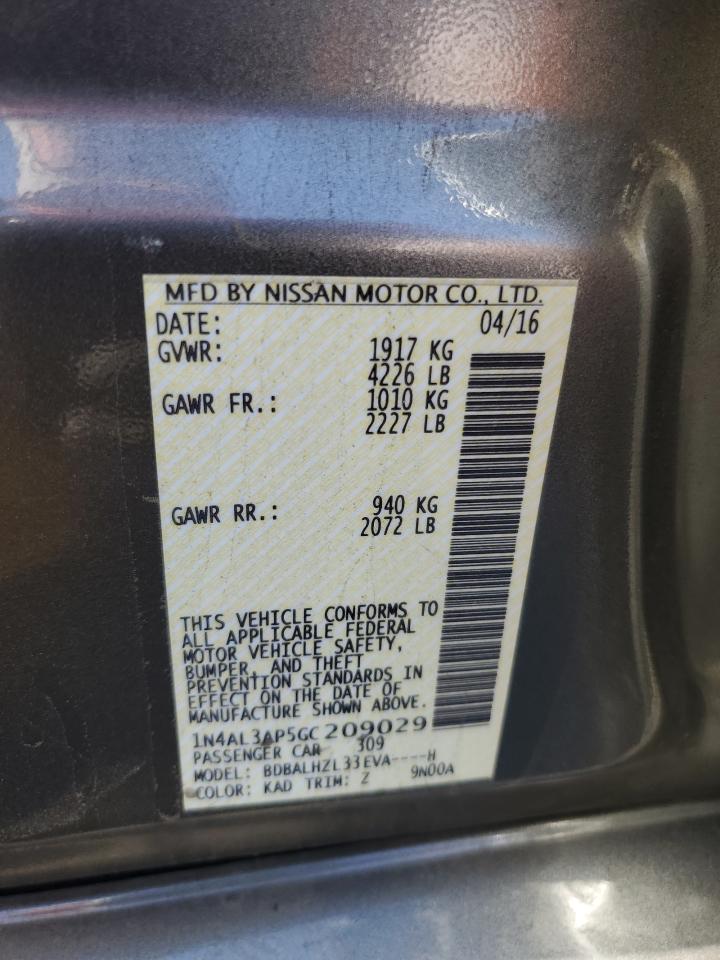 MFD BY NISSAN MOTOR CO., LTD.
DATE: 04/16
GVWR: 1917 KG
4226 LB
GAWR FR.: 1010 KG
2227 LB
GAWR RR.: 940 KG
2072 LB
THIS VEHICLE CONFORMS TO
ALL APPLICABLE FEDERAL
MOTOR VEHICLE SAFETY,
BUMPER, AND THEFT
PREVENTION STANDARDS IN
EFFECT ON THE DATE OF
MANUFACTURE SHOWN ABOVE.
1N4AL3AP5GC209029
PASSENGER CAR 309
MODEL: BDBALHZL33EVA----H
COLOR: KAD TRIM: Z 9N00A